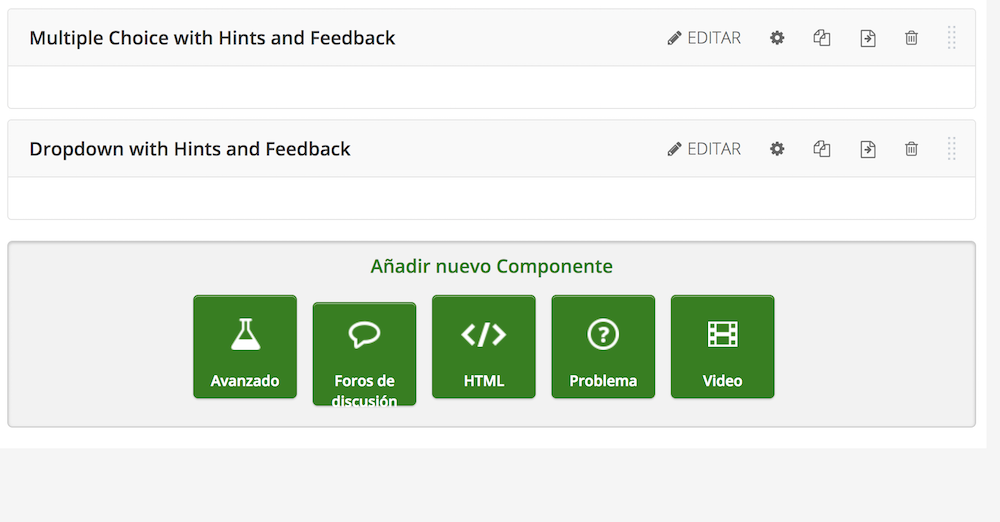 Multiple Choice with Hints and Feedback EDITAR
Dropdown with Hints and Feedback EDITAR
Añadir nuevo Componente
Avanzado
Foros de
discusión
HTML
Problema
Video